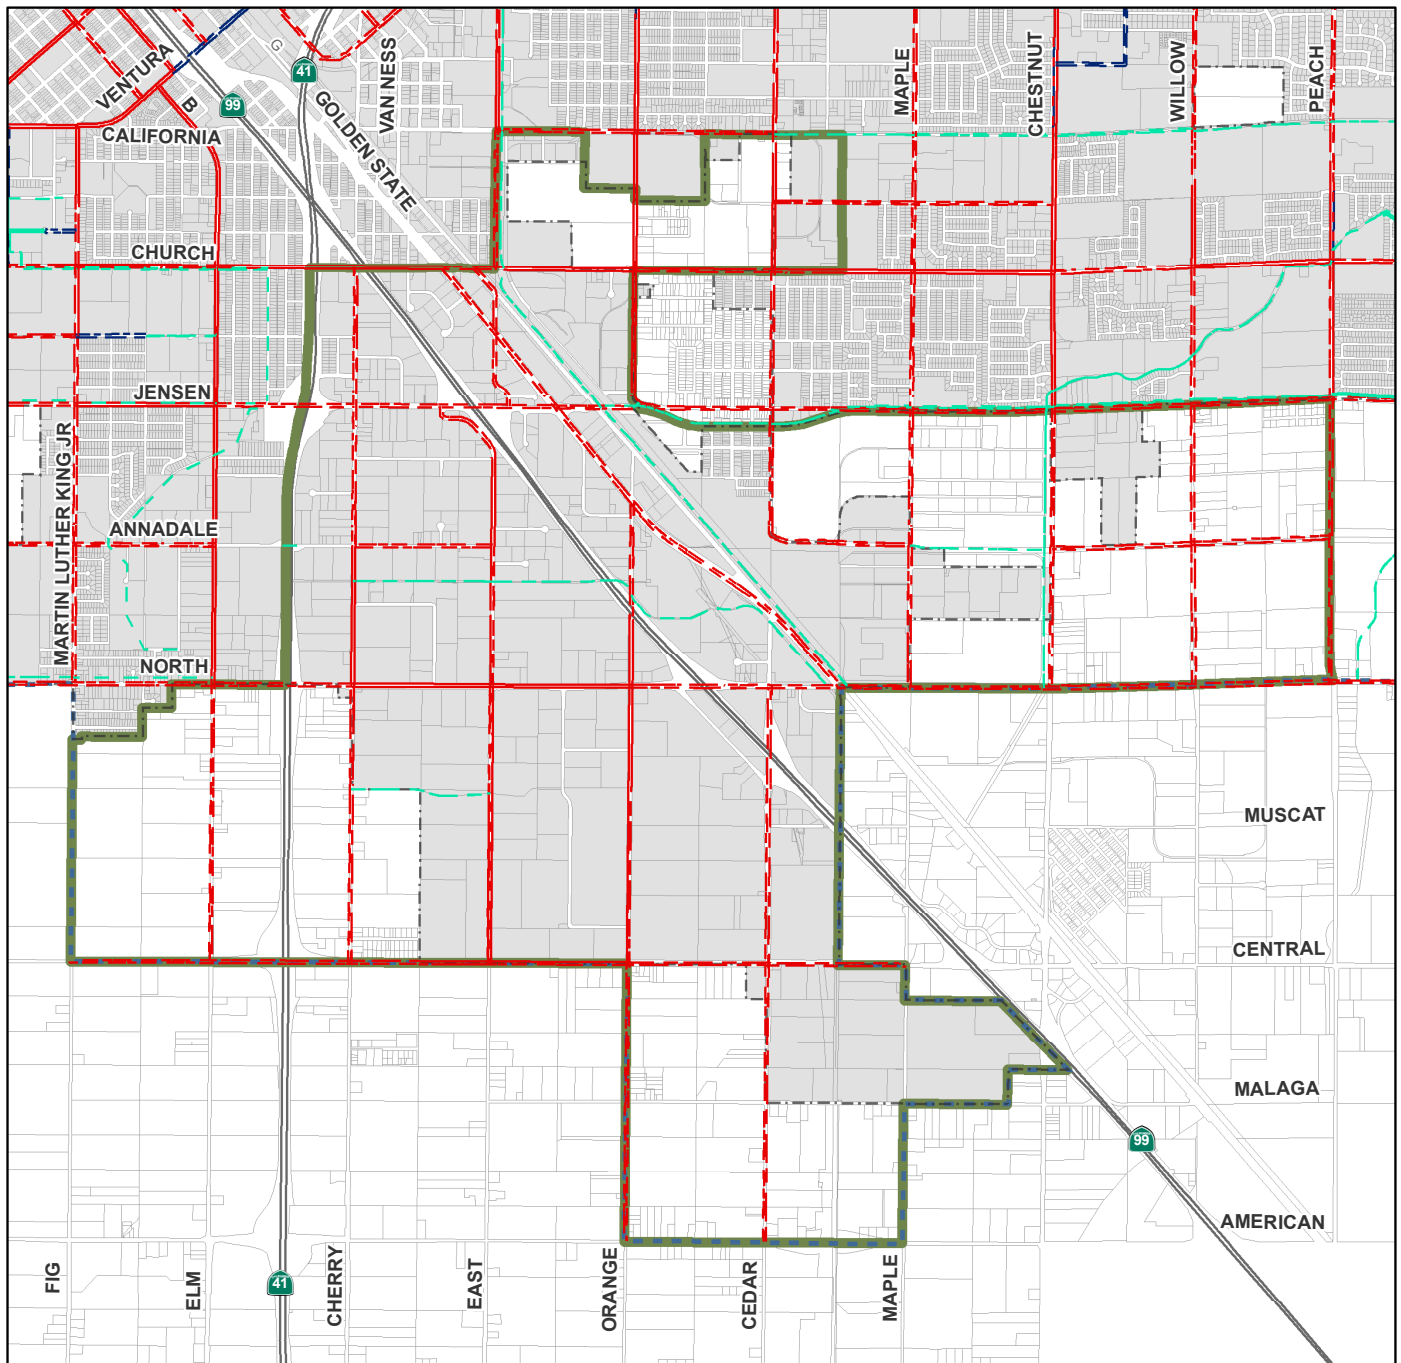 VENTURA
B
G
41
99
GOLDEN STATE
VAN NESS
MAPLE
CHESTNUT
WILLOW
PEACH
CALIFORNIA
CHURCH
JENSEN
MARTIN LUTHER KING JR
ANNADALE
NORTH
MUSCAT
CENTRAL
MALAGA
99
AMERICAN
FIG
ELM
41
CHERRY
EAST
ORANGE
CEDAR
MAPLE